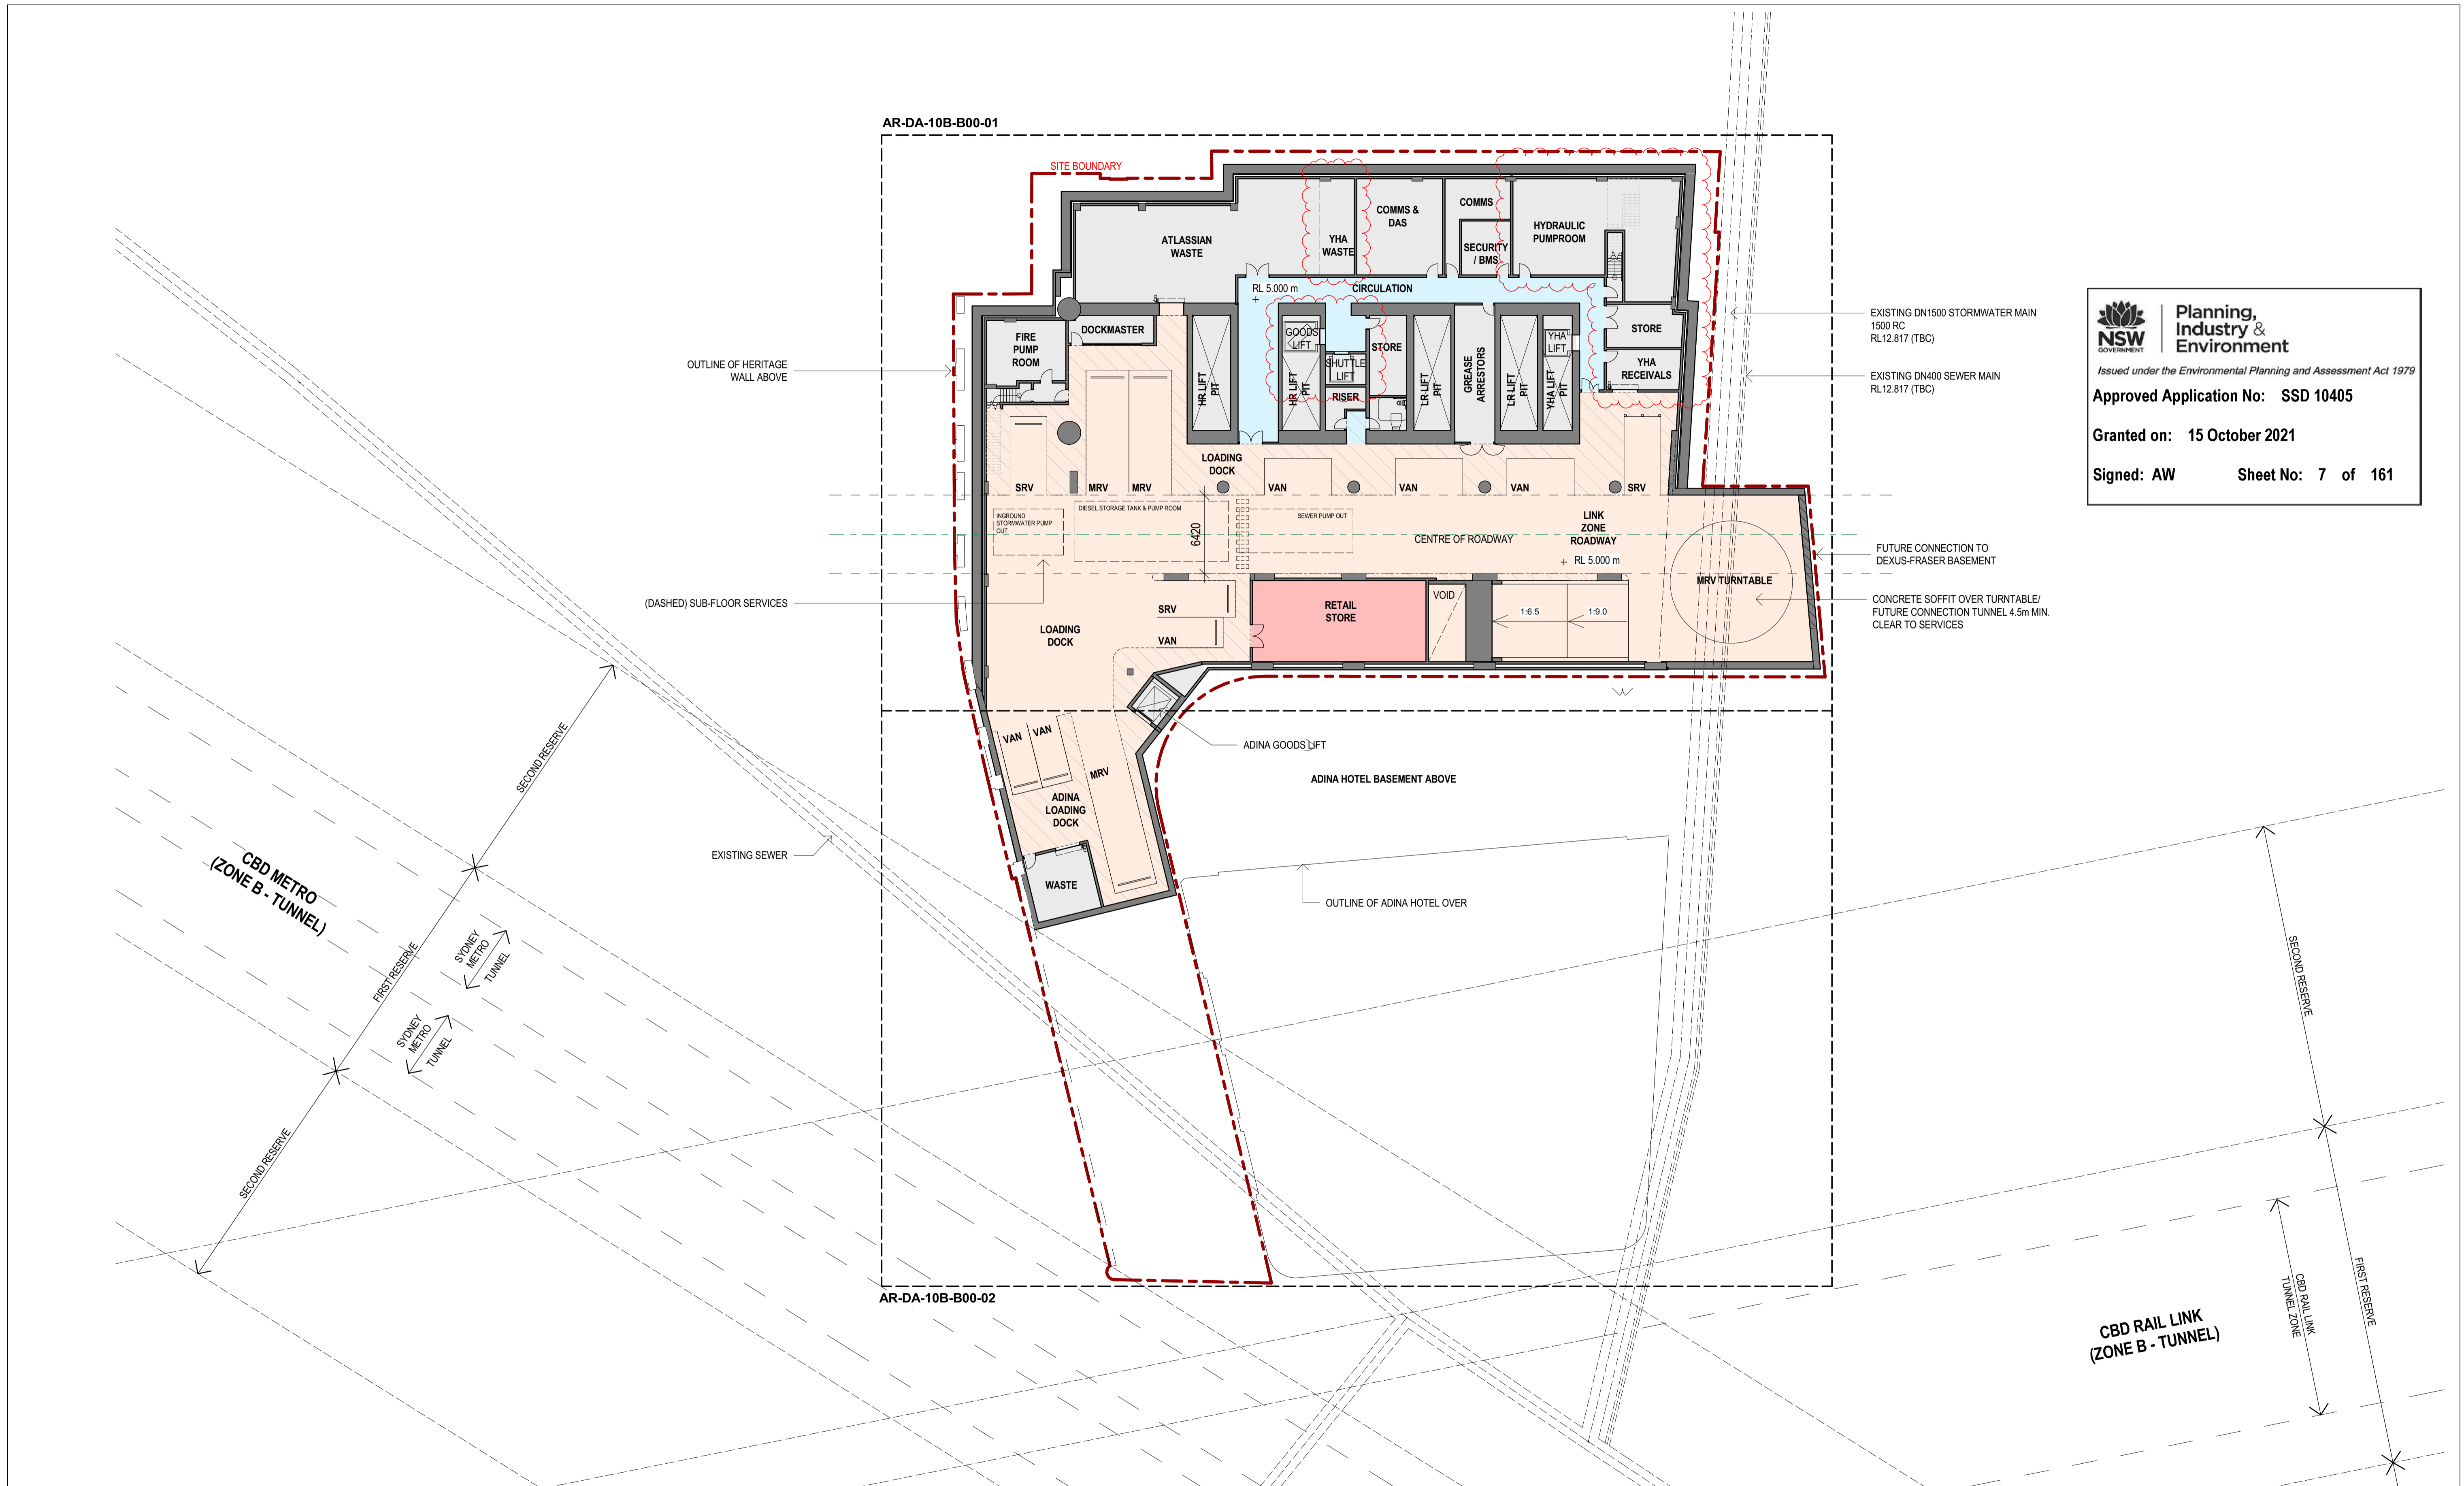 AR-DA-10B-B00-01
SITE BOUNDARY
ATLASSIAN
WASTE
YHA
WASTE
COMMS &
DAS
COMMS
SECURITY
/ BMS
HYDRAULIC
PUMPROOM
RL 5.000 m
CIRCULATION
FIRE
PUMP
ROOM
DOCKMASTER
HR LIFT
PIT
GOODS
LIFT
HR LIFT
PIT
SHUTTLE
LIFT
RISER
STORE
LR LIFT
PIT
GREASE
ARRESTORS
LR LIFT
PIT
YHA
LIFT
YHA LIFT
PIT
STORE
YHA
RECEIVALS
OUTLINE OF HERITAGE
WALL ABOVE
EXISTING DN1500 STORMWATER MAIN
1500 RC
RL12.817 (TBC)
EXISTING DN400 SEWER MAIN
RL12.817 (TBC)
NSW
GOVERNMENT
Planning,
Industry &
Environment
Issued under the Environmental Planning and Assessment Act 1979
Approved Application No: SSD 10405
Granted on: 15 October 2021
Signed: AW Sheet No: 7 of 161
LOADING
DOCK
SRV
MRV
MRV
VAN
VAN
VAN
SRV
INGROUND
STORMWATER PUMP
OUT
DIESEL STORAGE TANK & PUMP ROOM
6420
SEWER PUMP OUT
CENTRE OF ROADWAY
LINK
ZONE
ROADWAY
RL 5.000 m
MRV TURNTABLE
FUTURE CONNECTION TO
DEXUS-FRASER BASEMENT
CONCRETE SOFFIT OVER TURNTABLE/
FUTURE CONNECTION TUNNEL 4.5m MIN.
CLEAR TO SERVICES
(DASHED) SUB-FLOOR SERVICES
LOADING
DOCK
SRV
VAN
RETAIL
STORE
VOID
1:6.5
1:9.0
VAN
VAN
MRV
ADINA
LOADING
DOCK
WASTE
ADINA GOODS LIFT
ADINA HOTEL BASEMENT ABOVE
OUTLINE OF ADINA HOTEL OVER
EXISTING SEWER
SECOND RESERVE
CBD METRO
(ZONE B - TUNNEL)
FIRST RESERVE
SYDNEY
METRO
TUNNEL
SYDNEY
METRO
TUNNEL
SECOND RESERVE
AR-DA-10B-B00-02
SECOND RESERVE
FIRST RESERVE
CBD RAIL LINK
TUNNEL ZONE
CBD RAIL LINK
(ZONE B - TUNNEL)